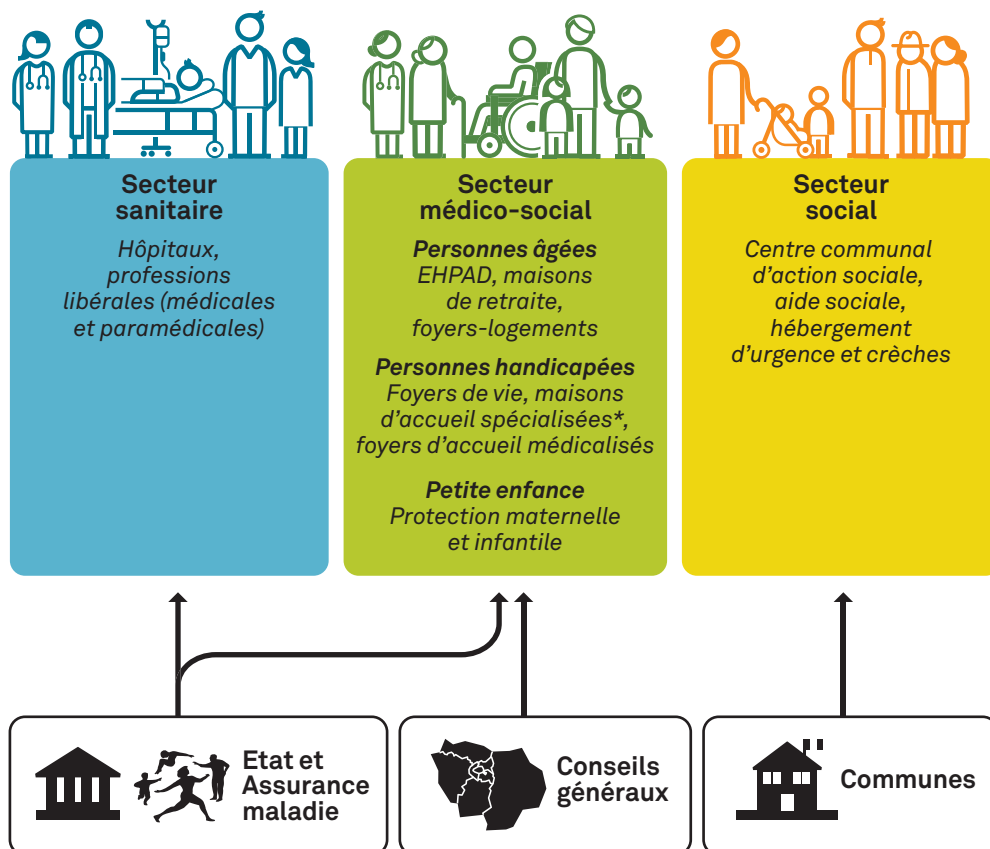 Secteur
sanitaire
Hôpitaux,
professions
libérales (médicales
et paramédicales)
Secteur
médico-social
Personnes âgées
EHPAD, maisons
de retraite,
foyers-logements
Personnes handicapées
Foyers de vie, maisons
d’accueil spécialisées*,
foyers d’accueil médicalisés
Petite enfance
Protection maternelle
et infantile
Secteur
social
Centre communal
d’action sociale,
aide sociale,
hébergement
d’urgence et crèches
Etat et
Assurance
maladie
Conseils
généraux
Communes